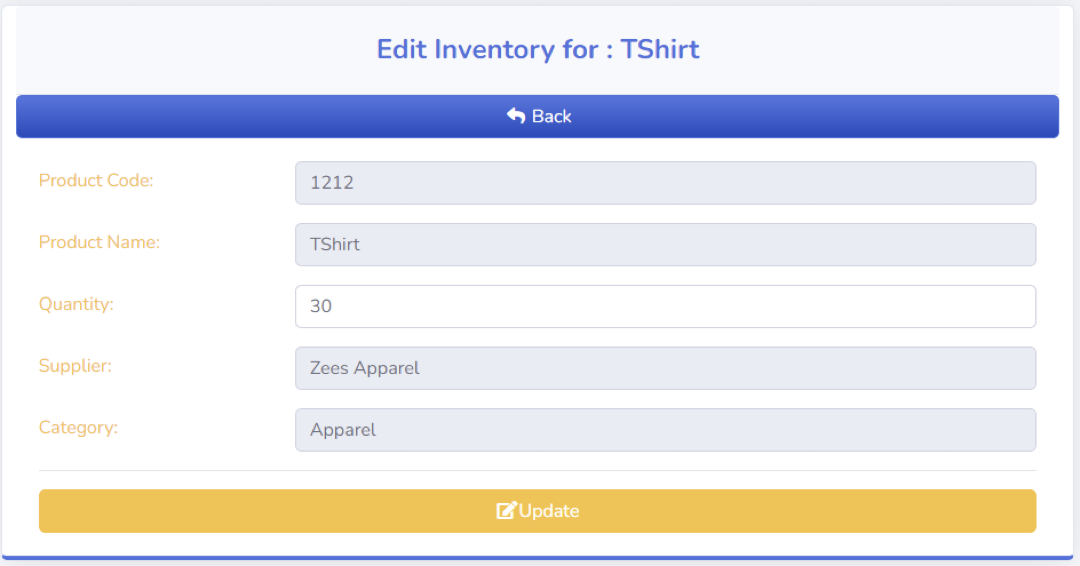 Edit Inventory for : TShirt
Back
Product Code: 1212
Product Name: TShirt
Quantity: 30
Supplier: Zees Apparel
Category: Apparel
Update